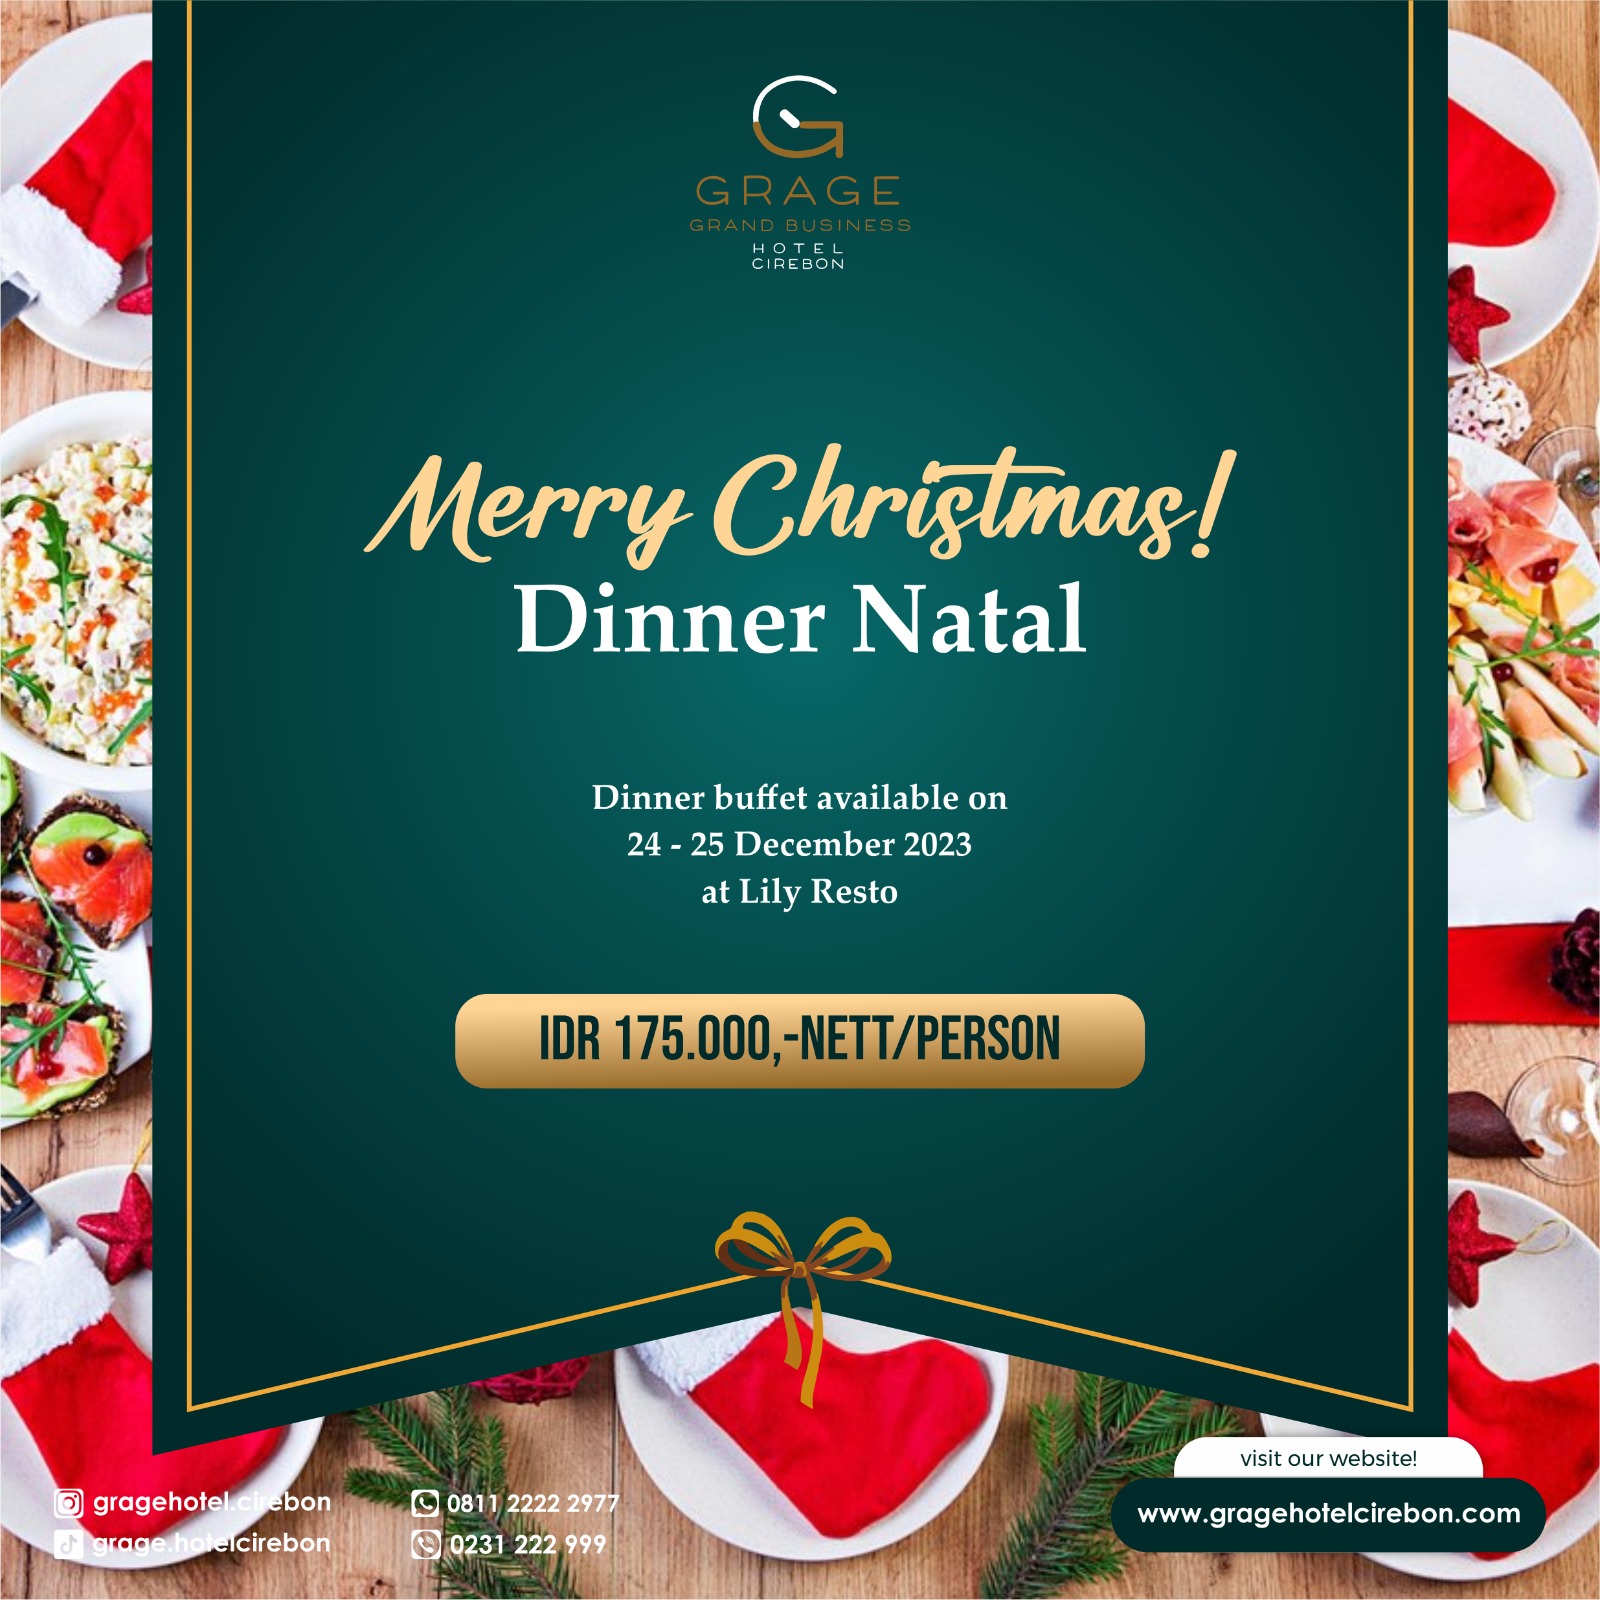 GRAGE
GRAND BUSINESS
HOTEL
CIREBON
Merry Christmas!
Dinner Natal
Dinner buffet available on
24 - 25 December 2023
at Lily Resto
IDR 175.000,-NETT/PERSON
visit our website!
www.gragehotelcirebon.com
gragehotel.cirebon
grage.hotelcirebon
0811 2222 2977
0231 222 999